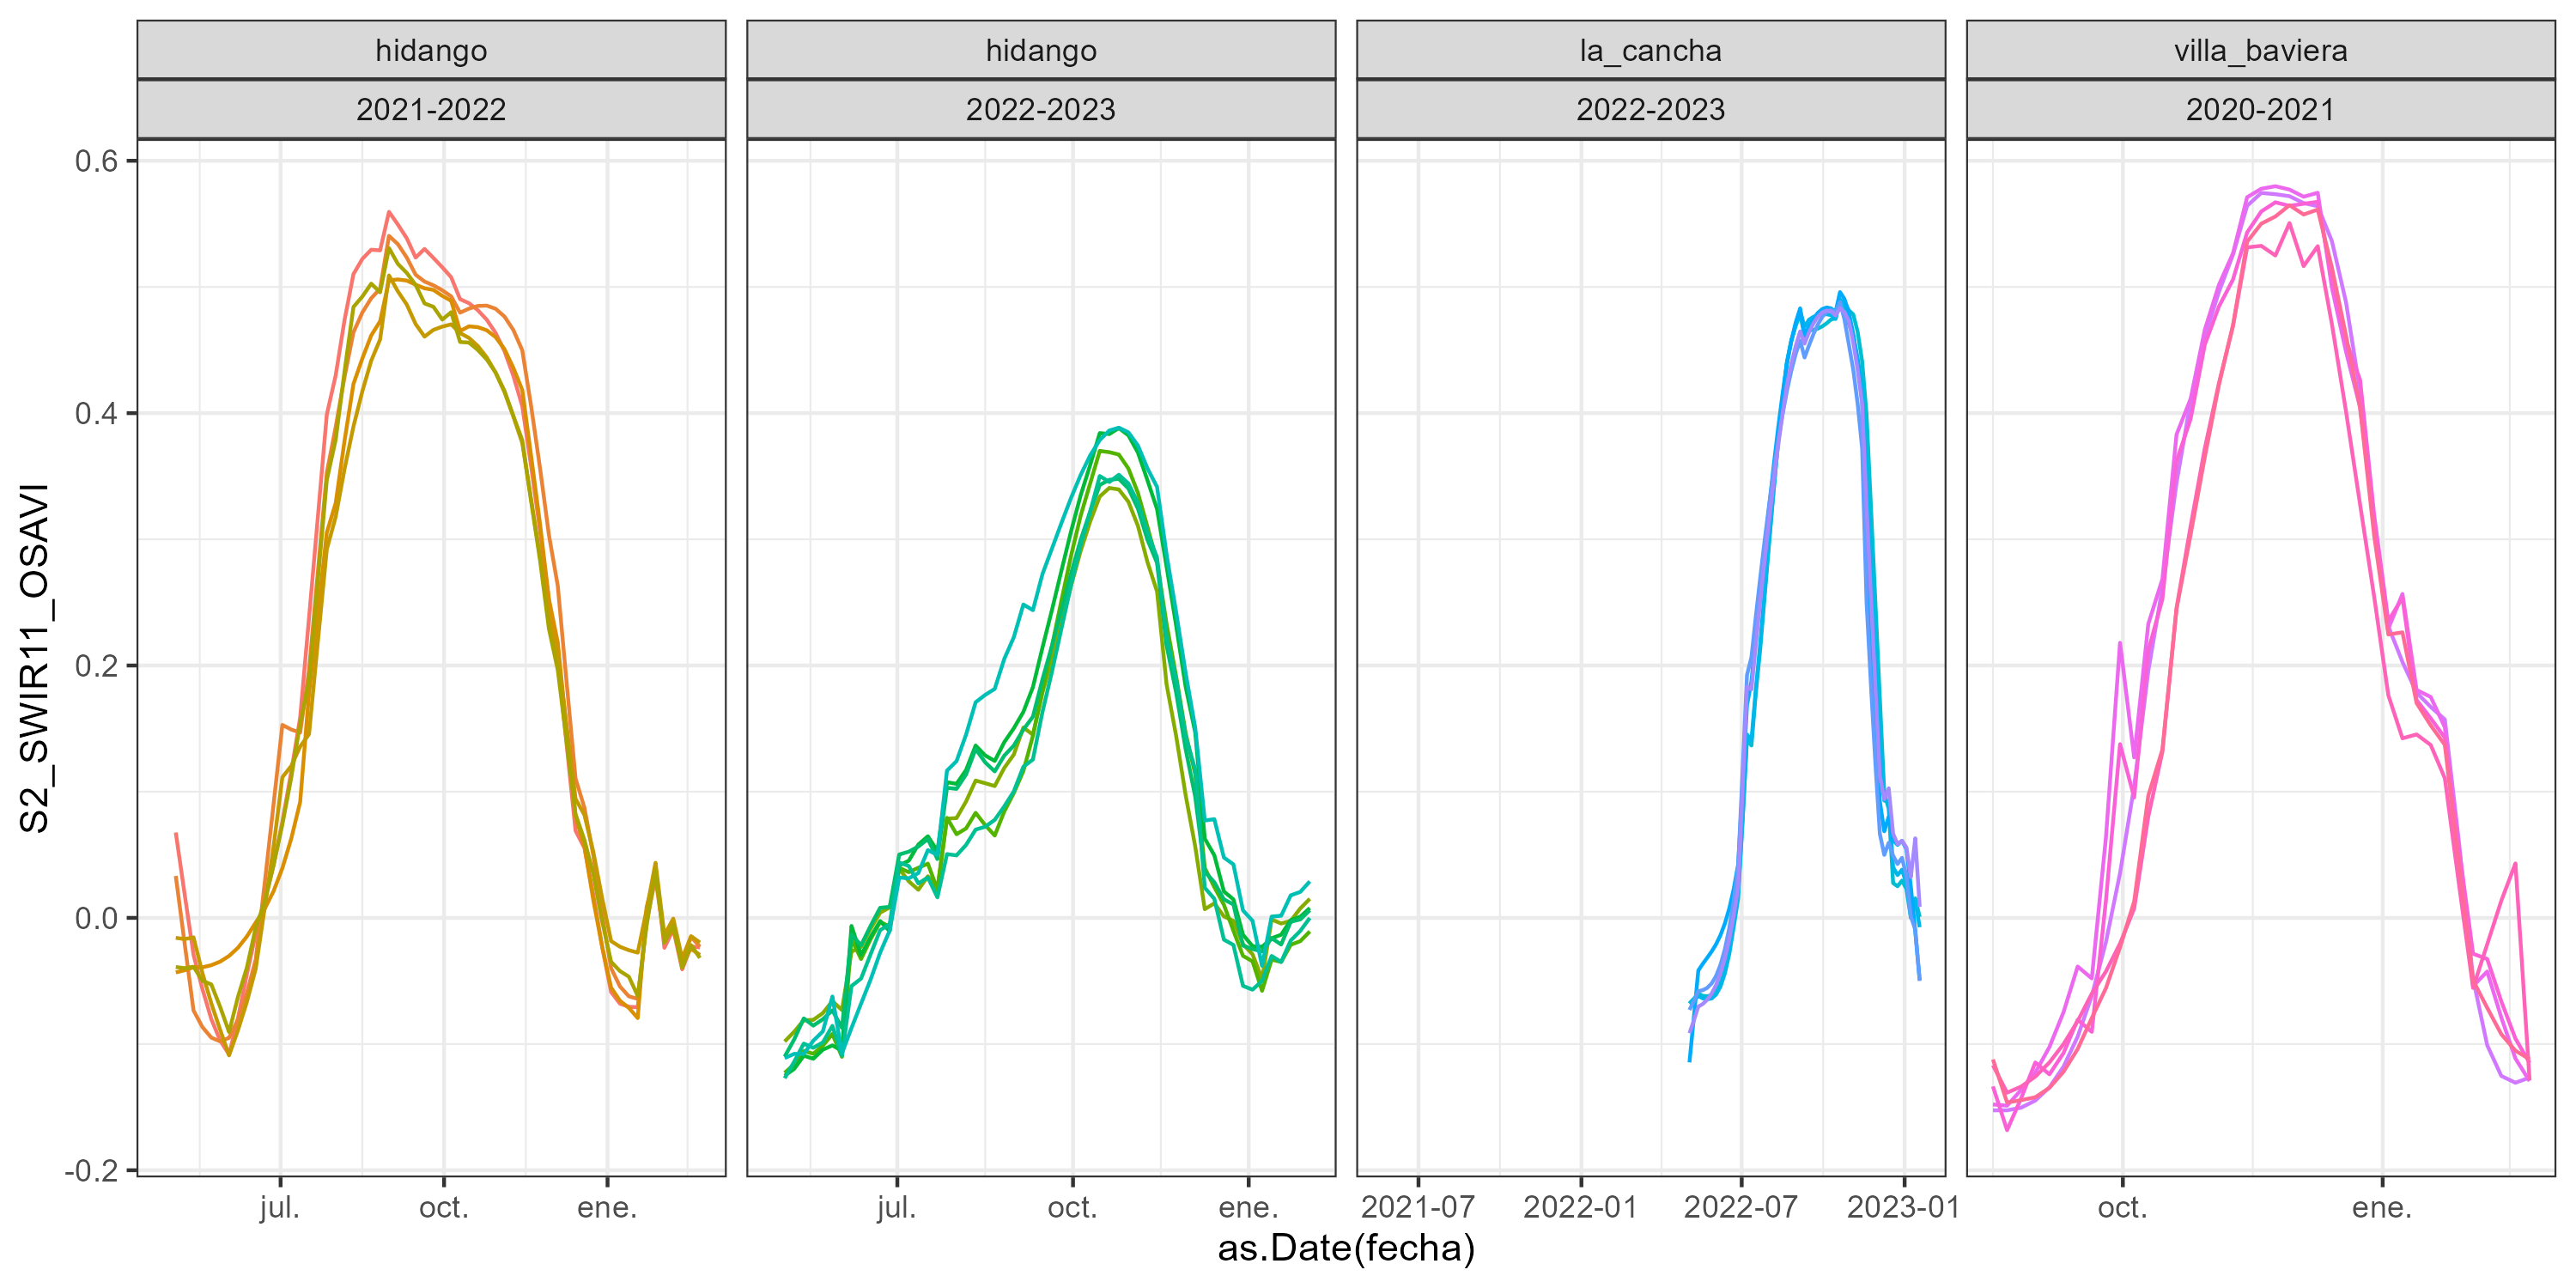 hidango
hidango
la_cancha
villa_baviera
2021-2022
2022-2023
2022-2023
2020-2021
S2_SWIR11_OSAVI
0.6
0.4
0.2
0.0
-0.2
jul. oct. ene.
jul. oct. ene.
2021-07 2022-01 2022-07 2023-01
oct. ene.
as.Date(fecha)